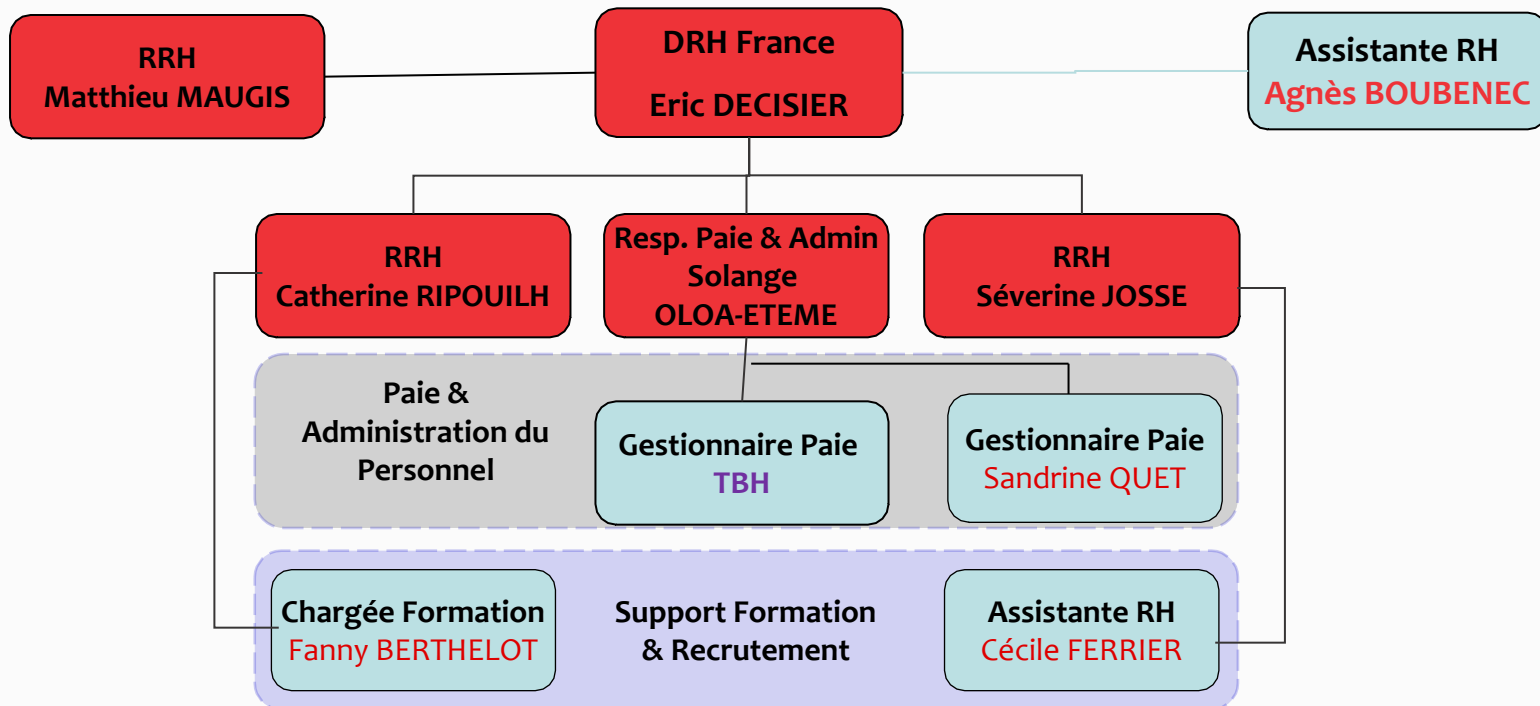 RRH
Matthieu MAUGIS
DRH France
Eric DECISIER
Assistante RH
Agnès BOUBENEC
RRH
Catherine RIPOUILH
Resp. Paie & Admin
Solange
OLOA-ETEME
RRH
Séverine JOSSE
Paie &
Administration du
Personnel
Gestionnaire Paie
TBH
Gestionnaire Paie
Sandrine QUET
Chargée Formation
Fanny BERTHELOT
Support Formation
& Recrutement
Assistante RH
Cécile FERRIER